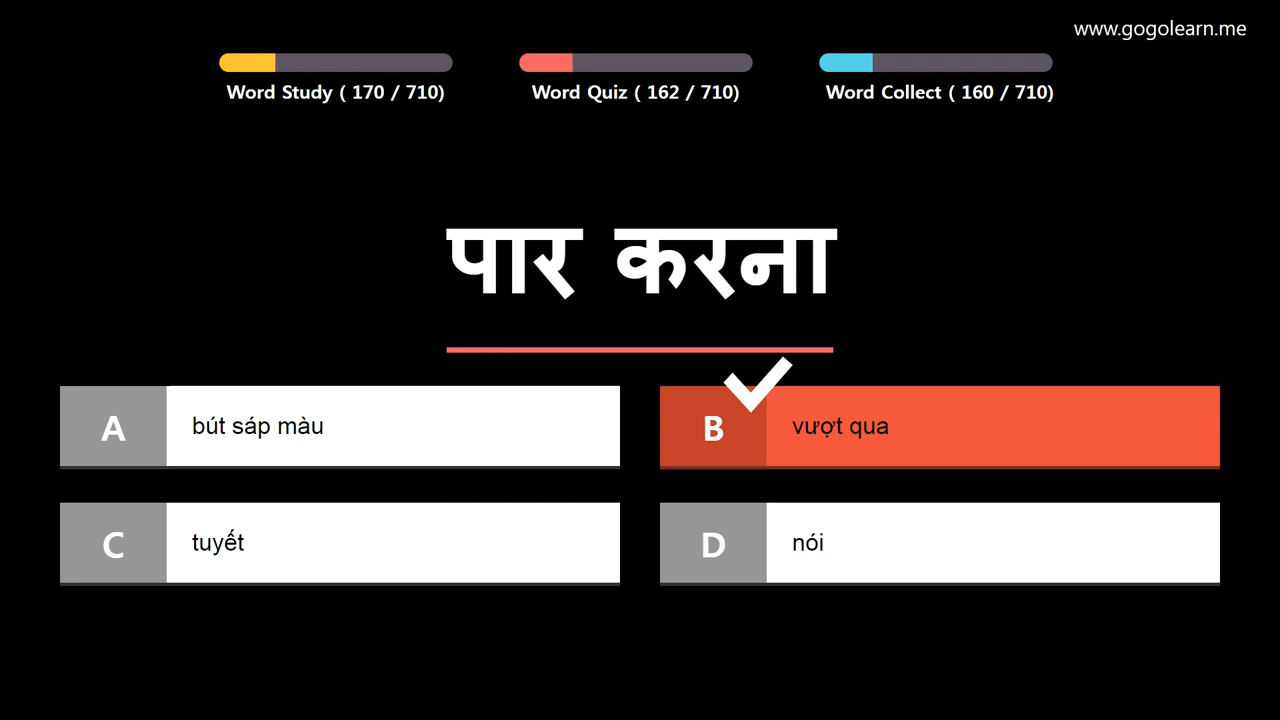 www.gogolearn.me
Word Study ( 170 / 710)
Word Quiz ( 162 / 710)
Word Collect ( 160 / 710)
पार करना
A
bút sáp màu
B
vượt qua
C
tuyết
D
nói